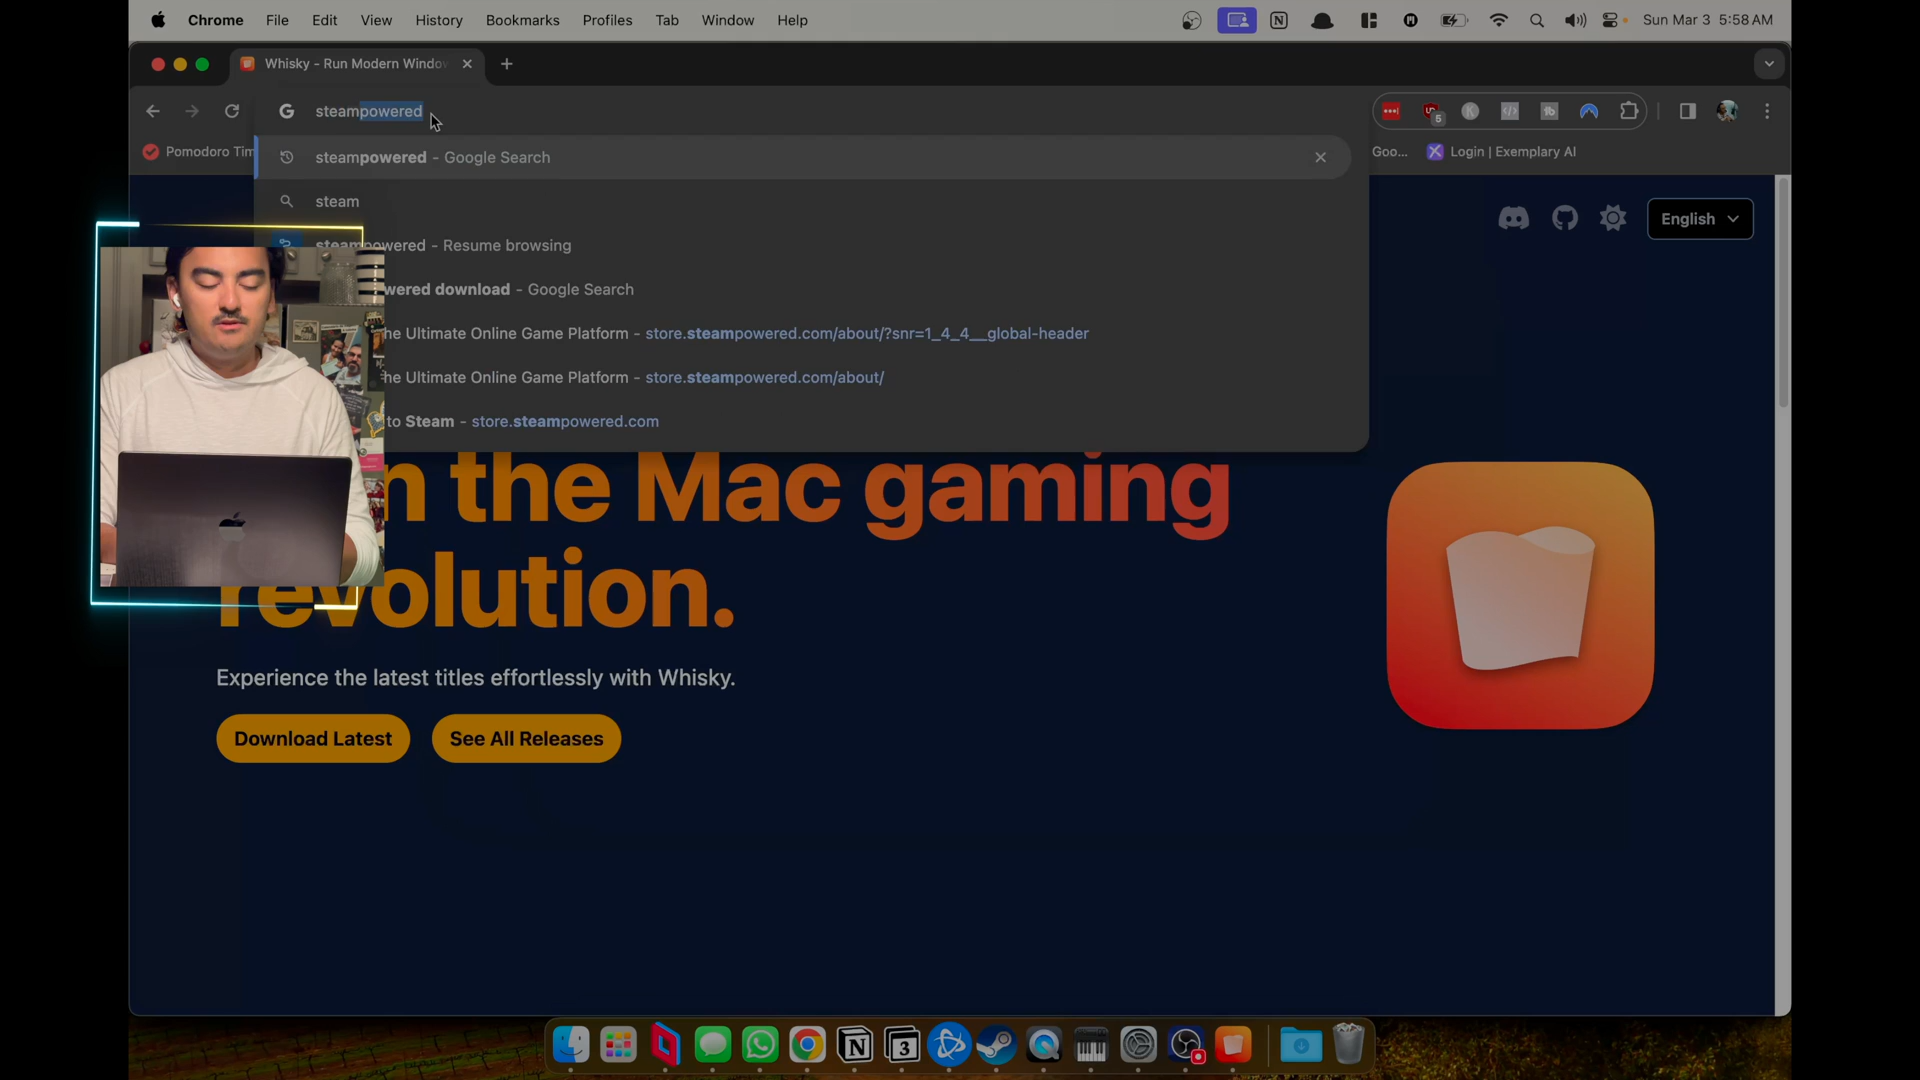 Chrome File Edit View History Bookmarks Profiles Tab Window Help Sun Mar 3 5:58 AM
Whisky - Run Modern Windo
steampowered
5
Pomodoro Tim Goo... Login | Exemplary AI
steampowered - Google Search
steam
English
steampowered - Resume browsing
wered download - Google Search
he Ultimate Online Game Platform - store.steampowered.com/about/?snr=1_4_4__global-header
he Ultimate Online Game Platform - store.steampowered.com/about/
to Steam - store.steampowered.com
n the Mac gaming
revolution.
Experience the latest titles effortlessly with Whisky.
Download Latest See All Releases
3